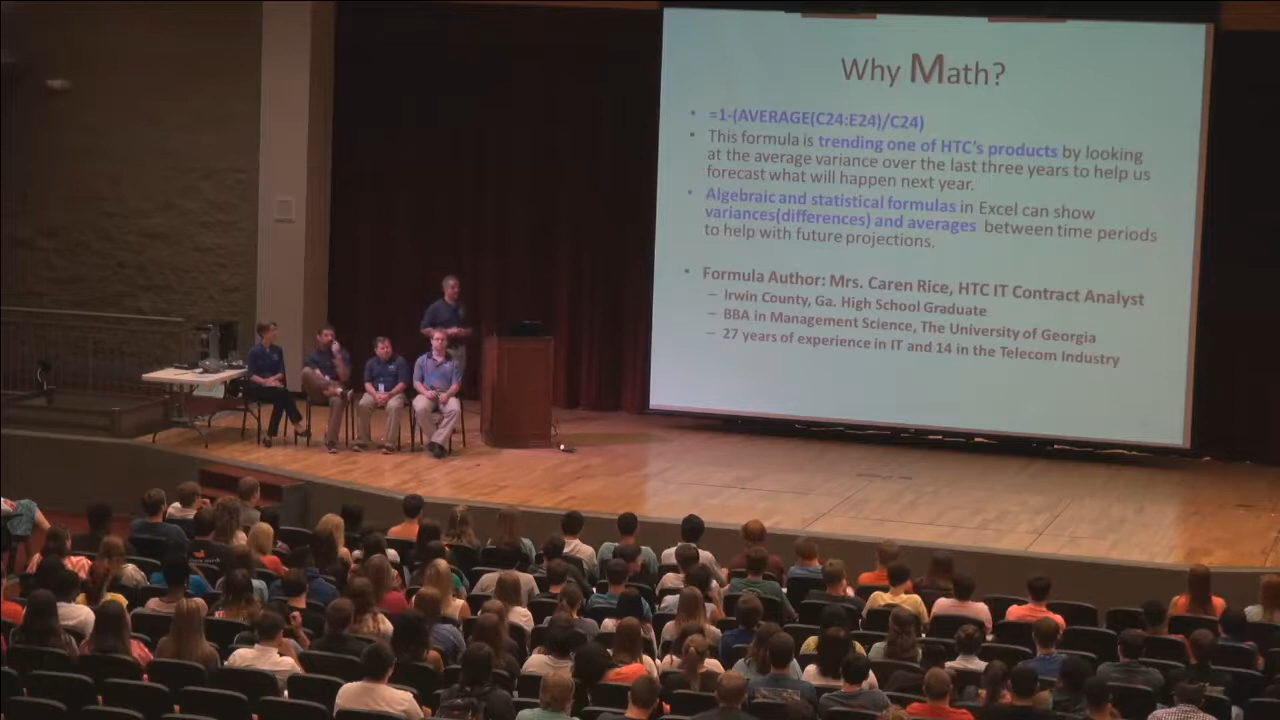 Why Math?
• =1-(AVERAGE(C24:E24)/C24)
• This formula is trending one of HTC's products by looking
at the average variance over the last three years to help us
forecast what will happen next year.
• Algebraic and statistical formulas in Excel can show
variances(differences) and averages between time periods
to help with future projections.
• Formula Author: Mrs. Caren Rice, HTC IT Contract Analyst
– Irwin County, Ga. High School Graduate
– BBA in Management Science, The University of Georgia
– 27 years of experience in IT and 14 in the Telecom Industry